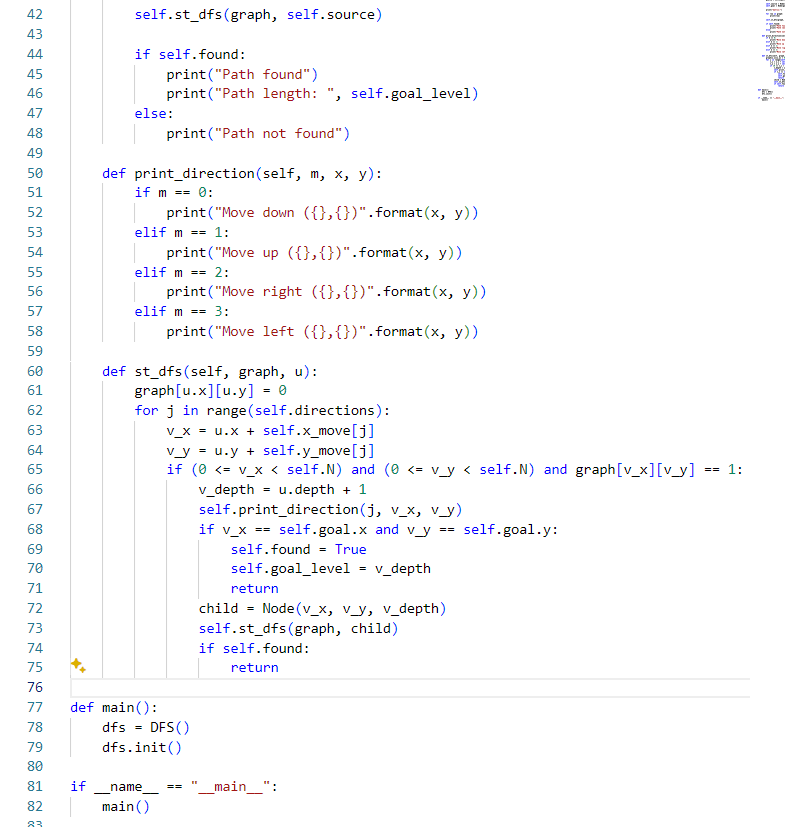 42 self.st_dfs(graph, self.source)
43
44 if self.found:
45 print("Path found")
46 print("Path length: ", self.goal_level)
47 else:
48 print("Path not found")
49
50 def print_direction(self, m, x, y):
51 if m == 0:
52 print("Move down ({},{})".format(x, y))
53 elif m == 1:
54 print("Move up ({},{})".format(x, y))
55 elif m == 2:
56 print("Move right ({},{})".format(x, y))
57 elif m == 3:
58 print("Move left ({},{})".format(x, y))
59
60 def st_dfs(self, graph, u):
61 graph[u.x][u.y] = 0
62 for j in range(self.directions):
63 v_x = u.x + self.x_move[j]
64 v_y = u.y + self.y_move[j]
65 if (0 <= v_x < self.N) and (0 <= v_y < self.N) and graph[v_x][v_y] == 1:
66 v_depth = u.depth + 1
67 self.print_direction(j, v_x, v_y)
68 if v_x == self.goal.x and v_y == self.goal.y:
69 self.found = True
70 self.goal_level = v_depth
71 return
72 child = Node(v_x, v_y, v_depth)
73 self.st_dfs(graph, child)
74 if self.found:
75 return
76
77 def main():
78 dfs = DFS()
79 dfs.init()
80
81 if __name__ == "__main__":
82 main()
83